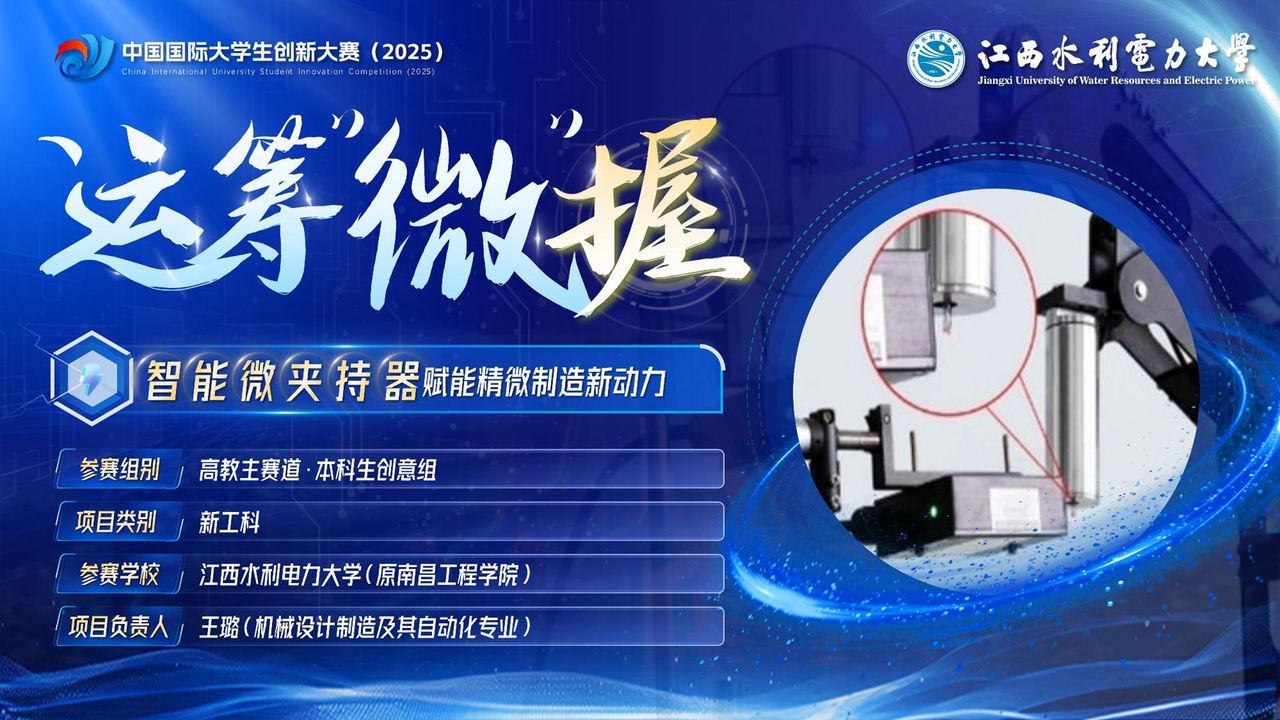 中国国际大学生创新大赛（2025）
China International University Student Innovation Competition (2025)
江西水利電力大學
Jiangxi University of Water Resources and Electric Power
运筹“微”握
智能微夹持器赋能精微制造新动力
参赛组别 高教主赛道·本科生创意组
项目类别 新工科
参赛学校 江西水利电力大学（原南昌工程学院）
项目负责人 王璐（机械设计制造及其自动化专业）